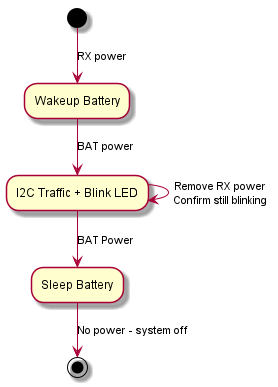 RX power
Wakeup Battery
BAT power
I2C Traffic + Blink LED
Remove RX power
Confirm still blinking
BAT Power
Sleep Battery
No power - system off